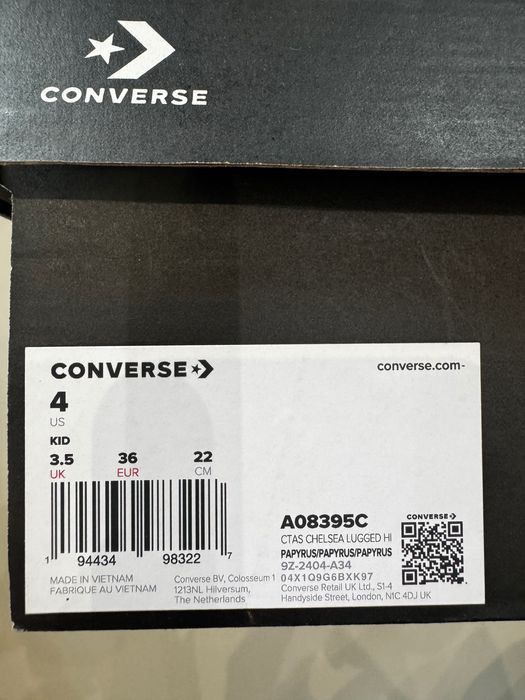 CONVERSE
CONVERSE
converse.com-
4
US
KID
3.5 36 22
UK EUR CM
1 94434 98322 7
A08395C
CTAS CHELSEA LUGGED HI
PAPYRUS/PAPYRUS/PAPYRUS
9Z-2404-A34
04X1Q9G6BXK97
CONVERSE
MADE IN VIETNAM
FABRIQUE AU VIETNAM
Converse BV, Colosseum 1
1213NL Hilversum,
The Netherlands
Converse Retail UK Ltd., S1-4
Handyside Street, London, N1C 4DJ UK